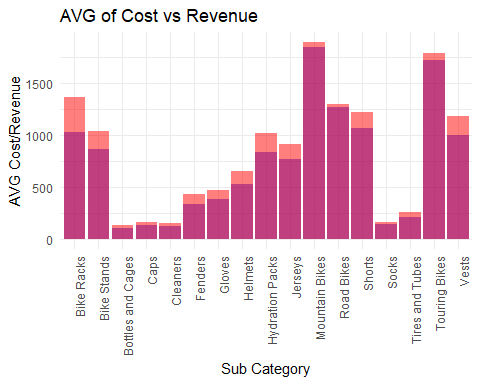 AVG of Cost vs Revenue
AVG Cost/Revenue
1500
1000
500
0
Bike Racks
Bike Stands
Bottles and Cages
Caps
Cleaners
Fenders
Gloves
Helmets
Hydration Packs
Jerseys
Mountain Bikes
Road Bikes
Shorts
Socks
Tires and Tubes
Touring Bikes
Vests
Sub Category